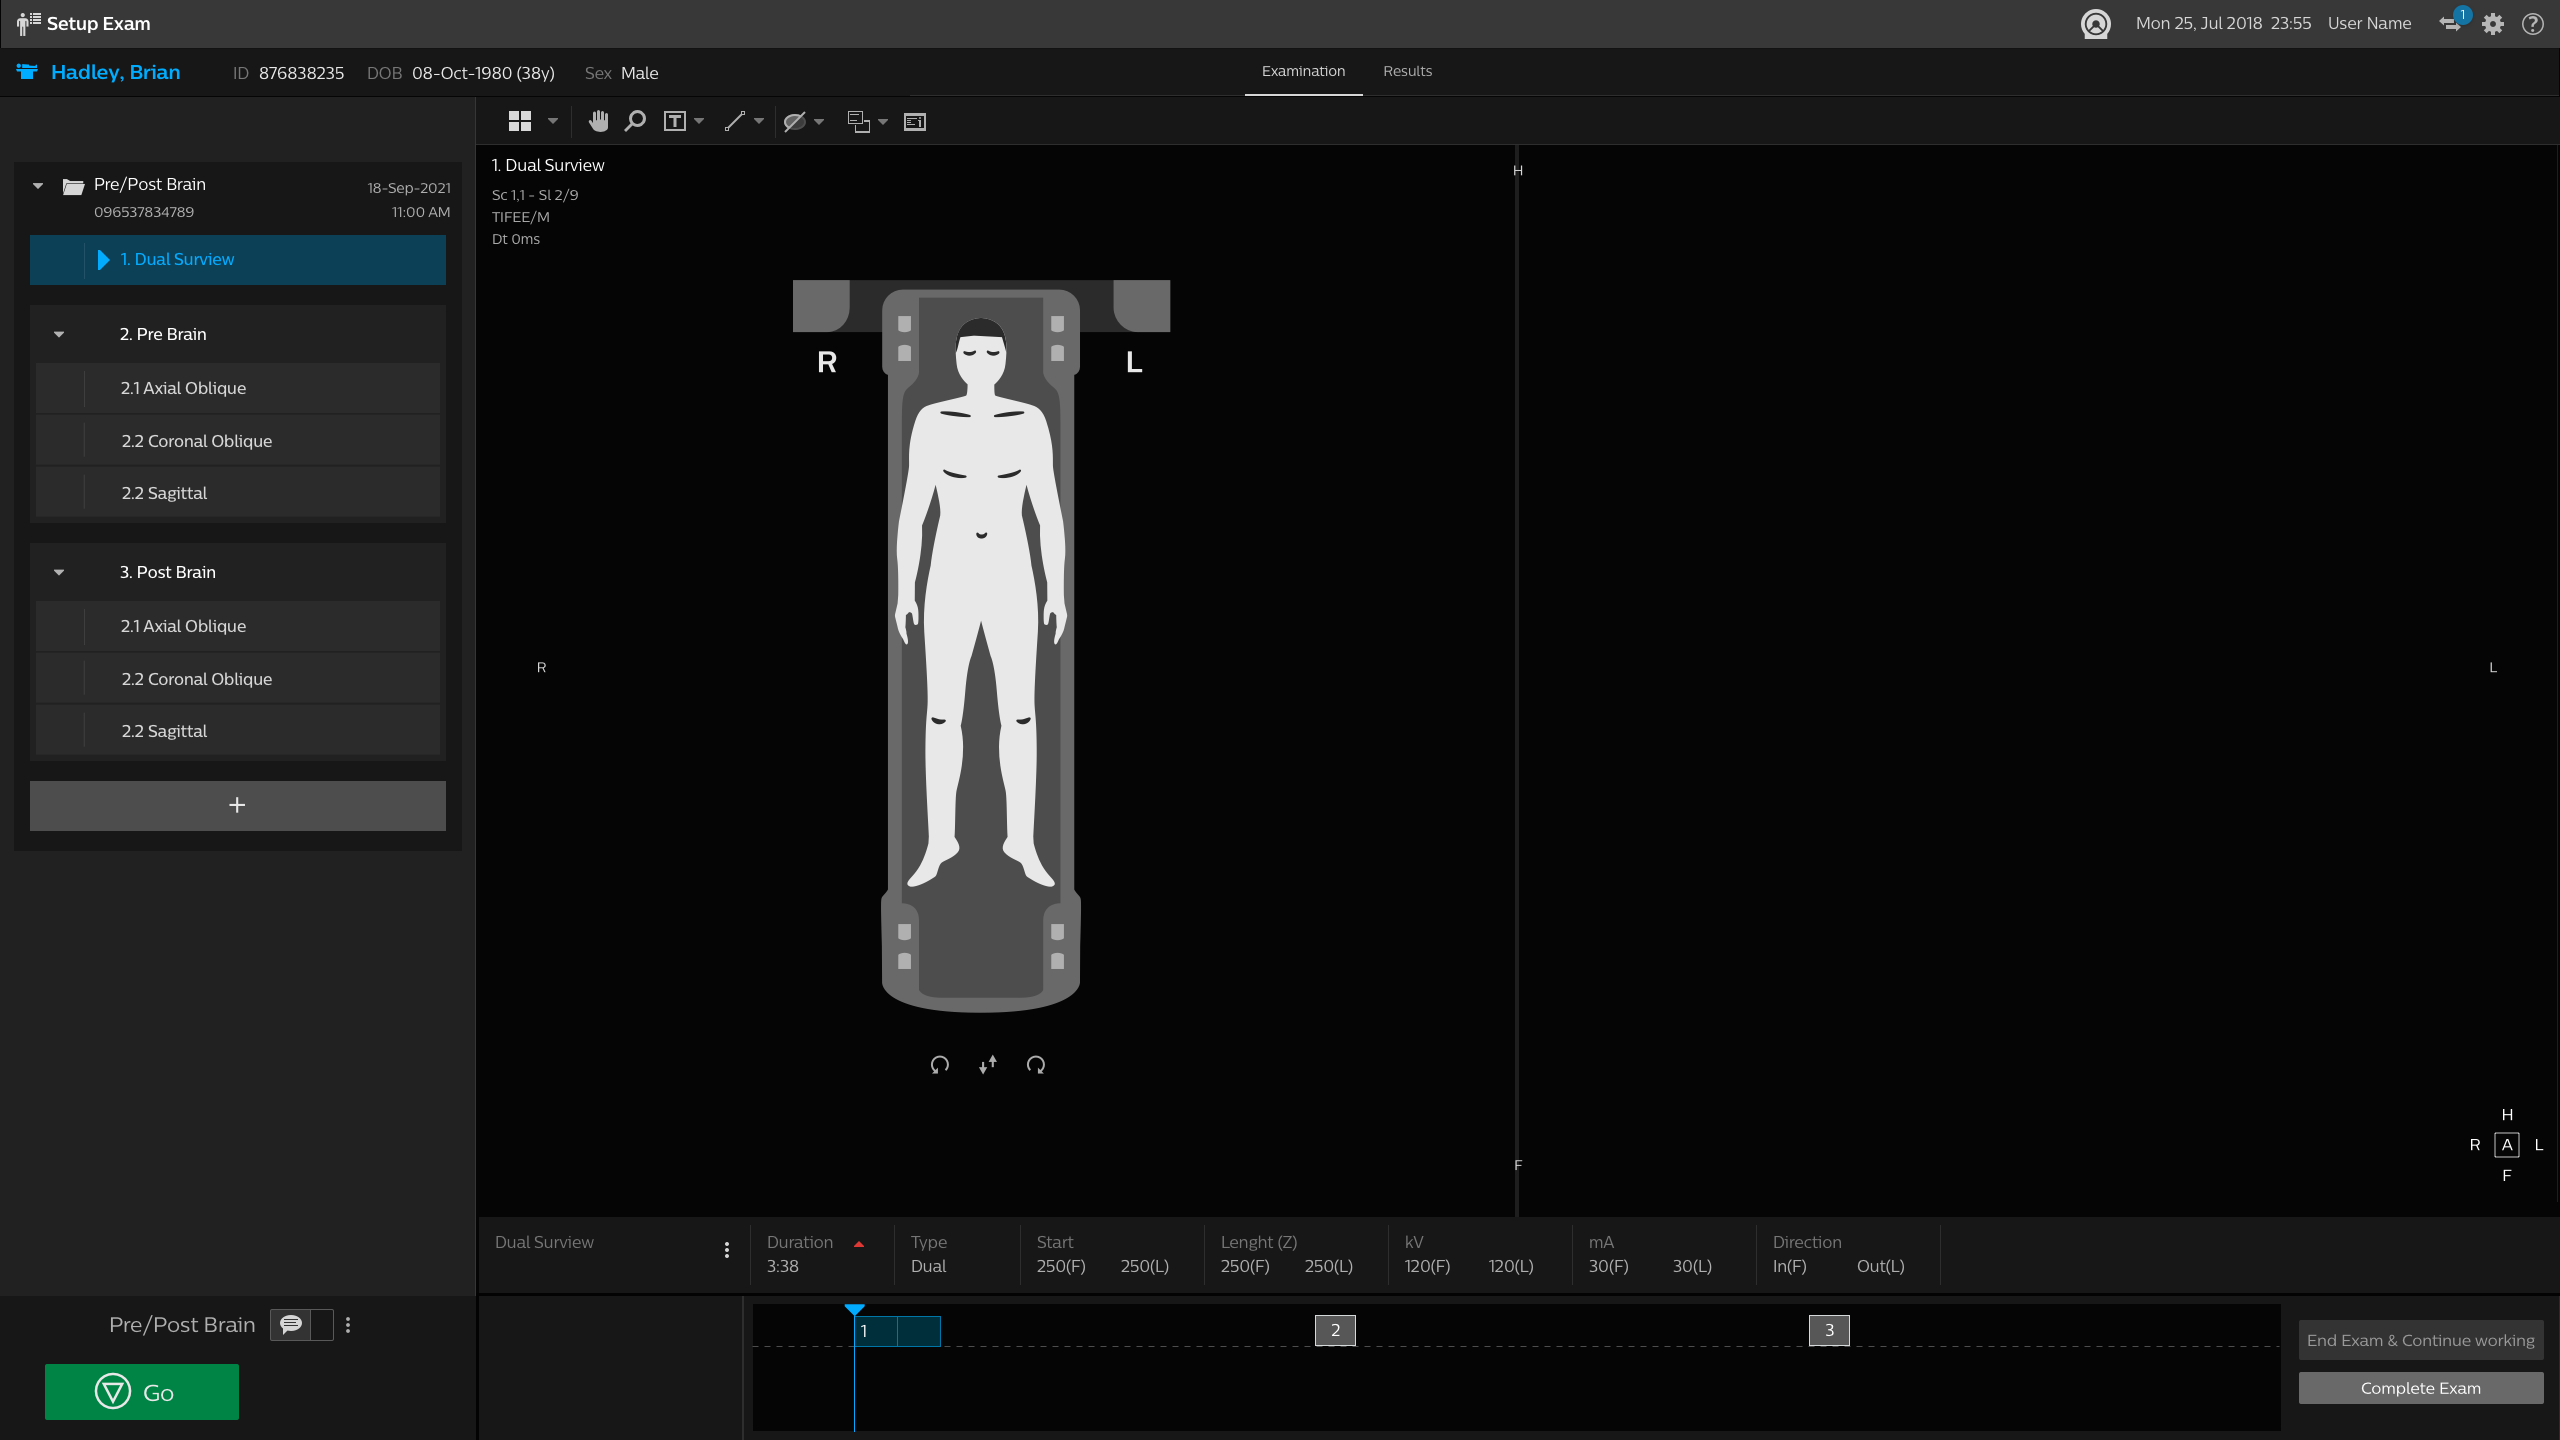 Setup Exam
Mon 25, Jul 2018 23:55 User Name 1
Hadley, Brian ID 876838235 DOB 08-Oct-1980 (38y) Sex Male
Examination Results
T
Pre/Post Brain 18-Sep-2021
096537834789 11:00 AM
1. Dual Surview
2. Pre Brain
2.1 Axial Oblique
2.2 Coronal Oblique
2.2 Sagittal
3. Post Brain
2.1 Axial Oblique
2.2 Coronal Oblique
2.2 Sagittal
+
1. Dual Surview
Sc 1,1 - Sl 2/9
TIFEE/M
Dt 0ms
H
R L
R L
F
H
R A L
F
Dual Surview
Duration
3:38
Type
Dual
Start
250(F) 250(L)
Lenght (Z)
250(F) 250(L)
kV
120(F) 120(L)
mA
30(F) 30(L)
Direction
In(F) Out(L)
Pre/Post Brain
Go
1 2 3
End Exam & Continue working
Complete Exam